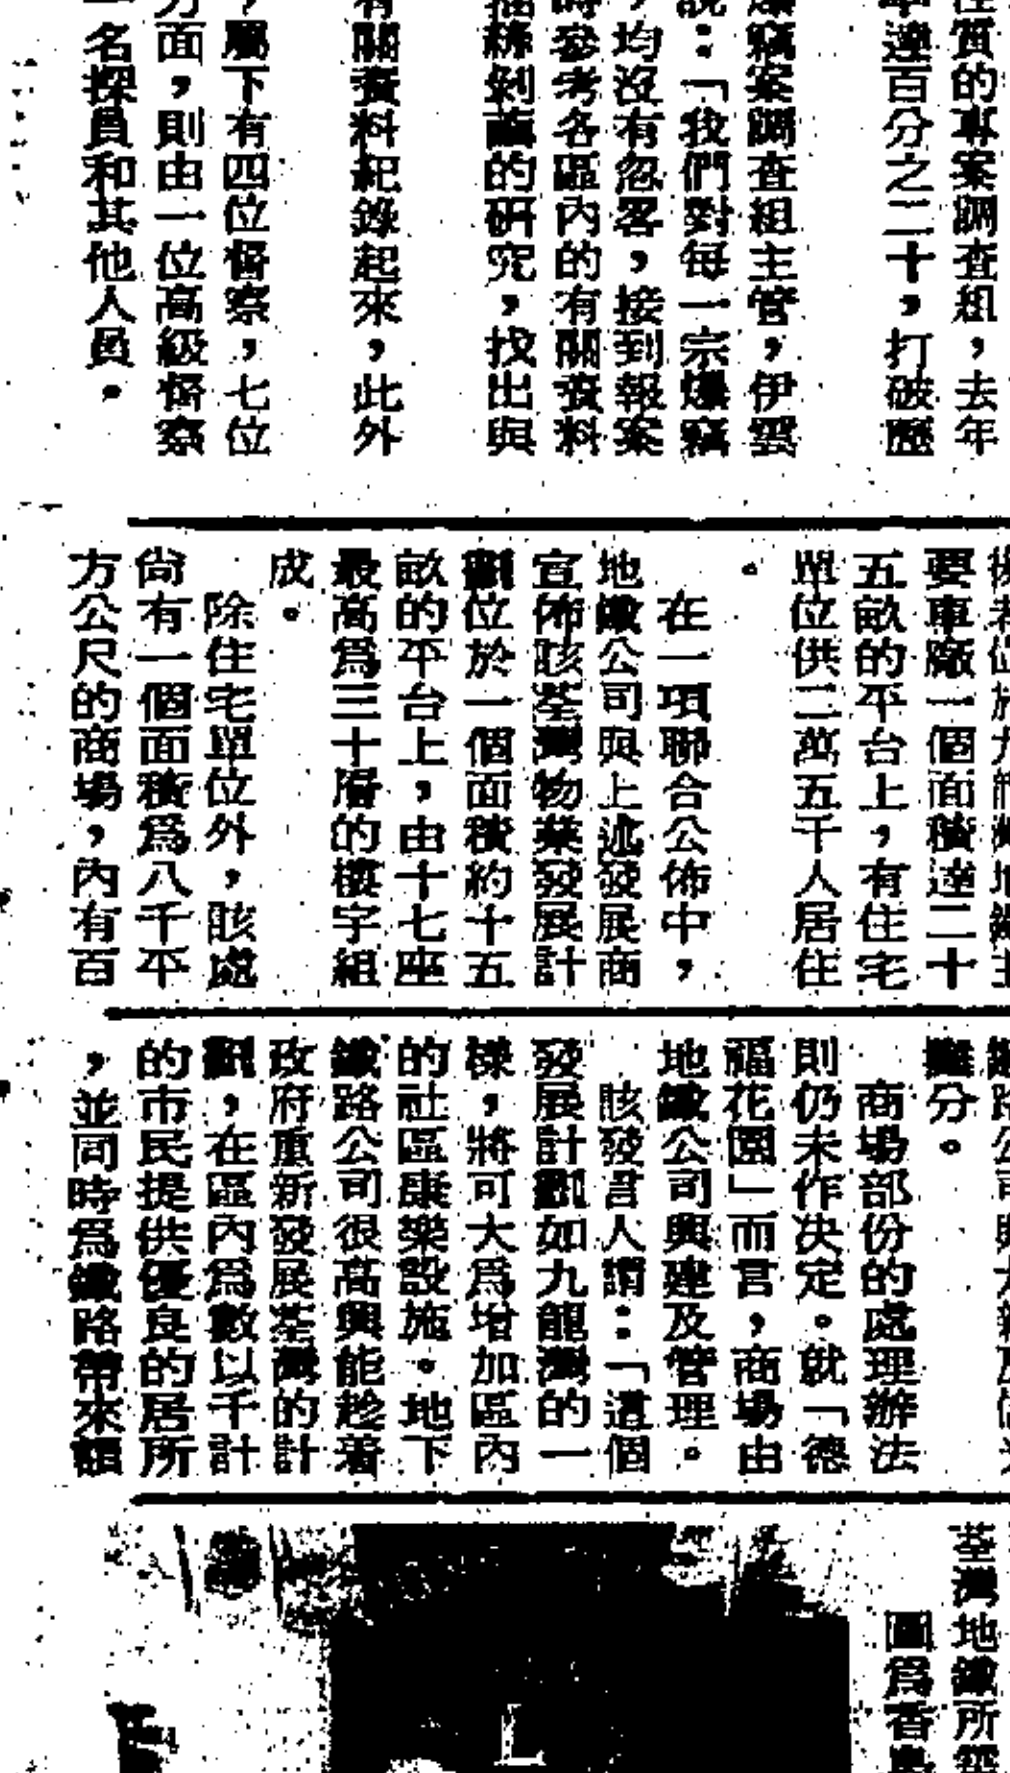 性質的專案調查組，去年
率達百分之二十，打破歷
爆竊案調查組主管，伊雲
說：「我們對每一宗爆竊
，均沒有忽畧，接到報案
時參考各區內的有關資料
抽絲剝繭的研究，找出與
有關資料紀錄起來，此外
，屬下有四位督察，七位
方面，則由一位高級督察
一名探員和其他人員。
要車廠一個面積達二十
五畝的平台上，有住宅
單位供二萬五千人居住
。
在一項聯合公佈中，
地鐵公司與上述發展商
宣佈該荃灣物業發展計
劃位於一個面積約十五
畝的平台上，由十七座
最高爲三十層的樓宇組
成。
除住宅單位外，該處
尙有一個面積爲八千平
方公尺的商場，內有百
攤分。
商場部份的處理辦法
則仍未作決定。就「德
福花園」而言，商場由
地鐵公司興建及管理。
該發言人謂：「這個
發展計劃如九龍灣的一
樣，將可大爲增加區內
的社區康樂設施。地下
鐵路公司很高興能趁着
政府重新發展荃灣的計
劃，在區內爲數以千計
的市民提供優良的居所
，並同時爲鐵路帶來額
荃灣地鐵所
圖爲香